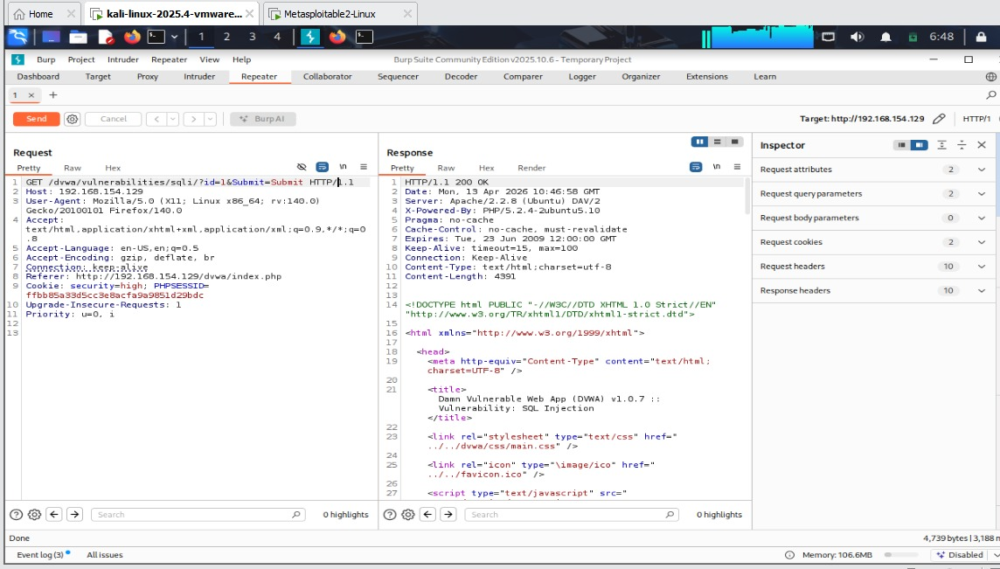 Home
kali-linux-2025.4-vmware...
Metasploitable2-Linux
1 2 3 4
6:48
Burp Project Intruder Repeater View Help
Burp Suite Community Edition v2025.10.6 - Temporary Project
Dashboard Target Proxy Intruder Repeater Collaborator Sequencer Decoder Comparer Logger Organizer Extensions Learn
1 × +
Send Cancel < > Burp AI
Target: http://192.168.154.129 HTTP/1
Request
Pretty Raw Hex
\n
1 GET /dvwa/vulnerabilities/sqli/?id=1&Submit=Submit HTTP/1.1
2 Host: 192.168.154.129
3 User-Agent: Mozilla/5.0 (X11; Linux x86_64; rv:140.0)
Gecko/20100101 Firefox/140.0
4 Accept:
text/html,application/xhtml+xml,application/xml;q=0.9,*/*;q=0
.8
5 Accept-Language: en-US,en;q=0.5
6 Accept-Encoding: gzip, deflate, br
7 Connection: keep-alive
8 Referer: http://192.168.154.129/dvwa/index.php
9 Cookie: security=high; PHPSESSID=
ffbb85a33d5cc3e8acfa9a9851d29bdc
10 Upgrade-Insecure-Requests: 1
11 Priority: u=0, i
12
13
Search
0 highlights
Response
Pretty Raw Hex Render
\n
1 HTTP/1.1 200 OK
2 Date: Mon, 13 Apr 2026 10:46:58 GMT
3 Server: Apache/2.2.8 (Ubuntu) DAV/2
4 X-Powered-By: PHP/5.2.4-2ubuntu5.10
5 Pragma: no-cache
6 Cache-Control: no-cache, must-revalidate
7 Expires: Tue, 23 Jun 2009 12:00:00 GMT
8 Keep-Alive: timeout=15, max=100
9 Connection: Keep-Alive
10 Content-Type: text/html;charset=utf-8
11 Content-Length: 4391
12
13
14 <!DOCTYPE html PUBLIC "-//W3C//DTD XHTML 1.0 Strict//EN"
"http://www.w3.org/TR/xhtml1/DTD/xhtml1-strict.dtd">
15
16 <html xmlns="http://www.w3.org/1999/xhtml">
17
18 <head>
19 <meta http-equiv="Content-Type" content="text/html;
charset=UTF-8" />
20
21 <title>
Damn Vulnerable Web App (DVWA) v1.0.7 ::
Vulnerability: SQL Injection
</title>
22
23 <link rel="stylesheet" type="text/css" href="
../../dvwa/css/main.css" />
24
25 <link rel="icon" type="\image/ico" href="
../../favicon.ico" />
26
27 <script type="text/javascript" src="
Search
0 highlights
Inspector
Request attributes 2
Request query parameters 2
Request body parameters 0
Request cookies 2
Request headers 10
Response headers 10
Done
4,739 bytes | 3,188 m
Event log (3) All issues
Memory: 106.6MB
Disabled